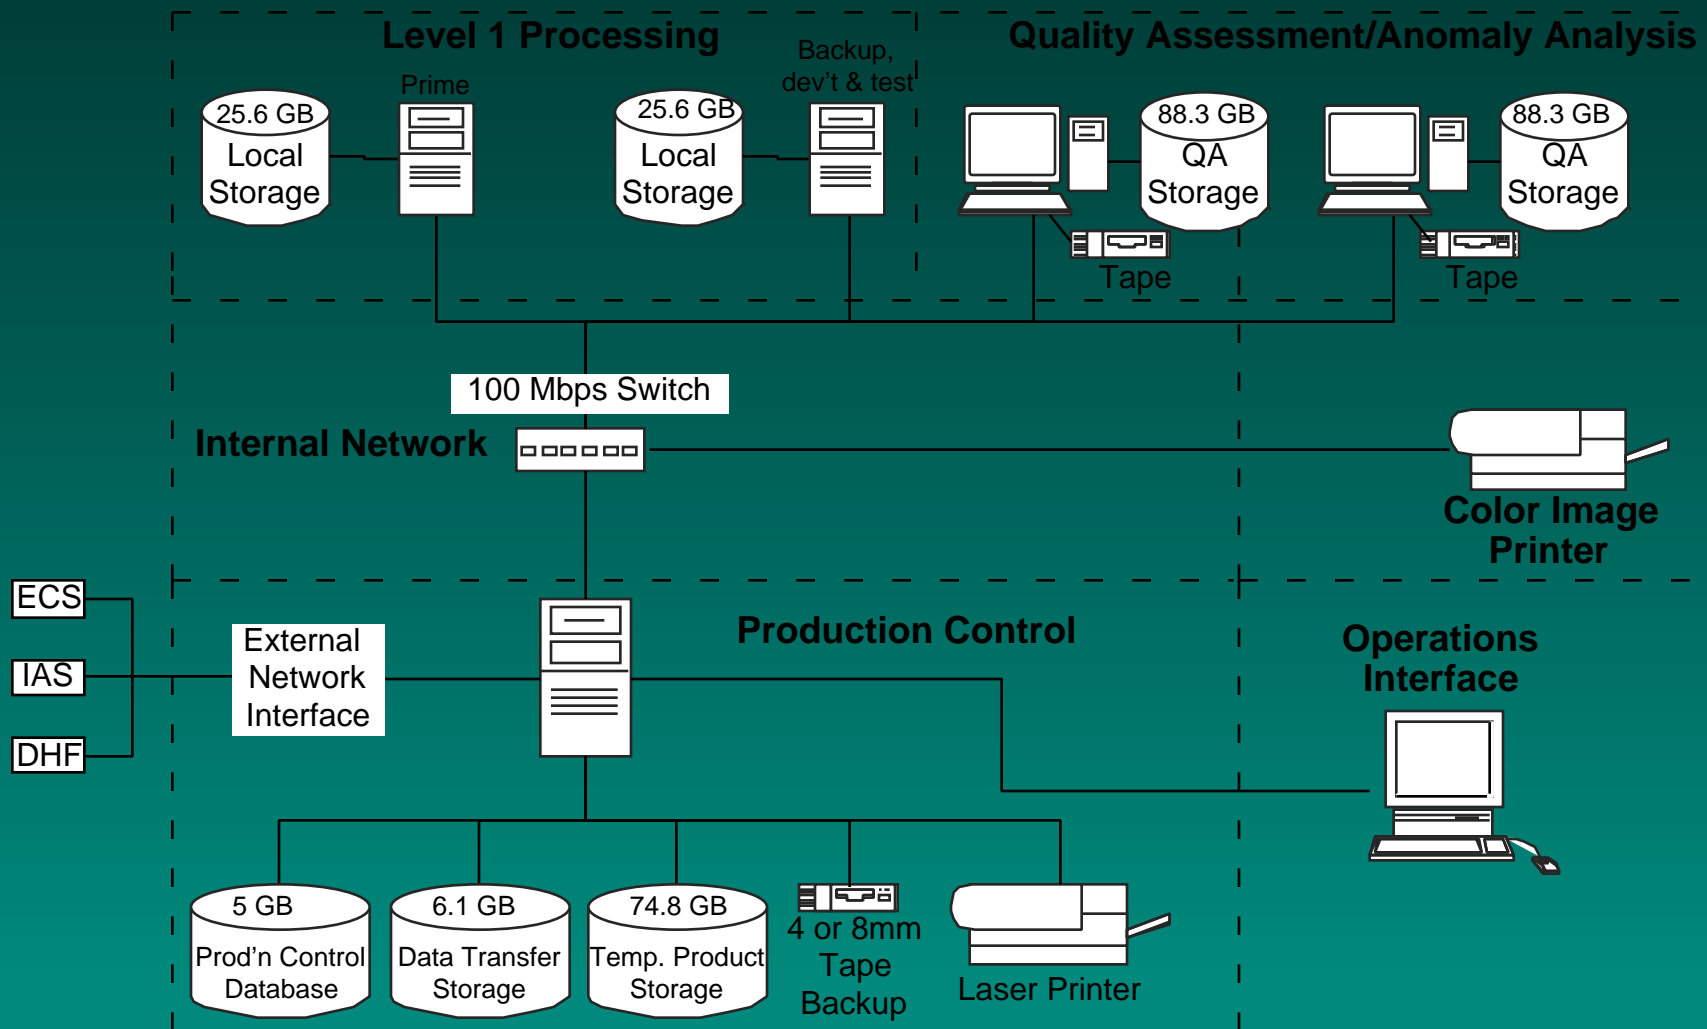 Level 1 Processing
Quality Assessment/Anomaly Analysis
Prime
Backup,
dev't & test
25.6 GB
Local
Storage
25.6 GB
Local
Storage
88.3 GB
QA
Storage
88.3 GB
QA
Storage
Tape
Tape
100 Mbps Switch
Internal Network
Color Image
Printer
ECS
IAS
DHF
External
Network
Interface
Production Control
Operations
Interface
5 GB
Prod'n Control
Database
6.1 GB
Data Transfer
Storage
74.8 GB
Temp. Product
Storage
4 or 8mm
Tape
Backup
Laser Printer